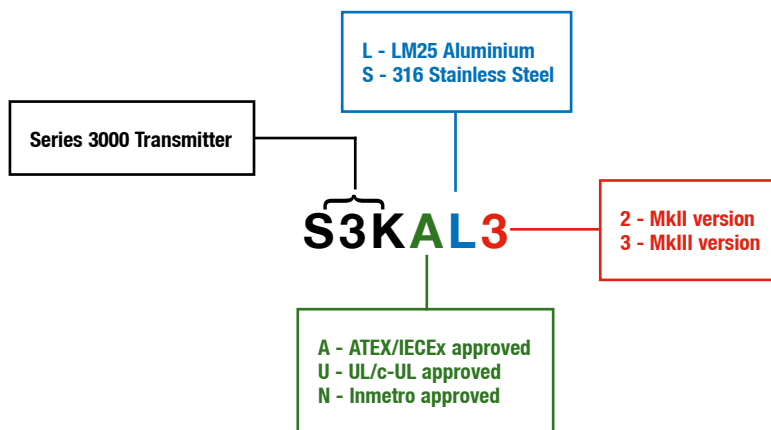 L - LM25 Aluminium
S - 316 Stainless Steel
Series 3000 Transmitter
S3KAL3
2 - MkII version
3 - MkIII version
A - ATEX/IECEx approved
U - UL/c-UL approved
N - Inmetro approved